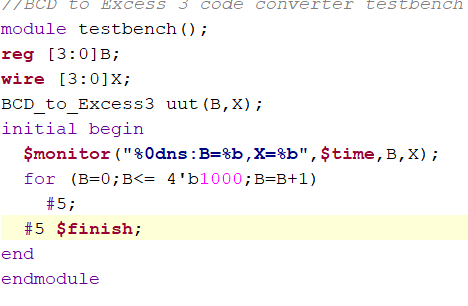 //BCD to Excess 3 code converter testbench
module testbench();
reg [3:0]B;
wire [3:0]X;
BCD_to_Excess3 uut(B,X);
initial begin
$monitor("%0dns:B=%b,X=%b",$time,B,X);
for (B=0;B<= 4'b1000;B=B+1)
#5;
#5 $finish;
end
endmodule